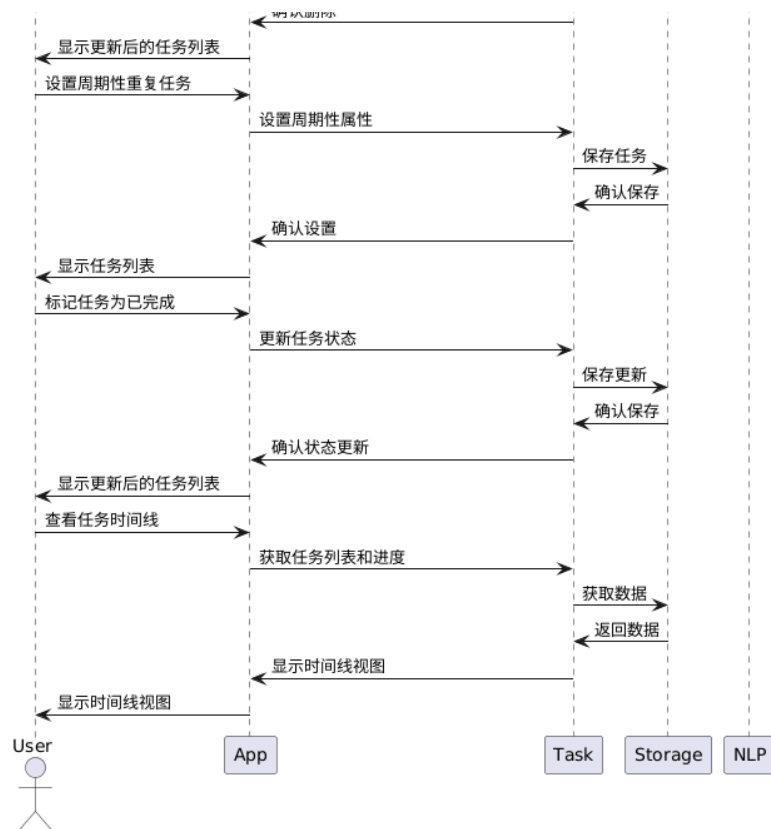 确认删除
显示更新后的任务列表
设置周期性重复任务
设置周期性属性
保存任务
确认保存
确认设置
显示任务列表
标记任务为已完成
更新任务状态
保存更新
确认保存
确认状态更新
显示更新后的任务列表
查看任务时间线
获取任务列表和进度
获取数据
返回数据
显示时间线视图
显示时间线视图
User
App
Task
Storage
NLP